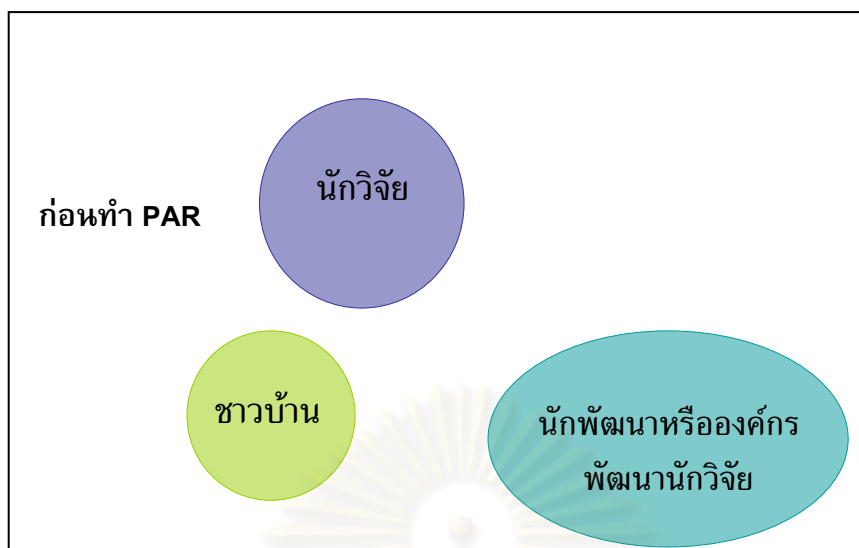 นักวิจัย
ก่อนทำ PAR
ชาวบ้าน
นักพัฒนาหรือองค์กร
พัฒนานักวิจัย